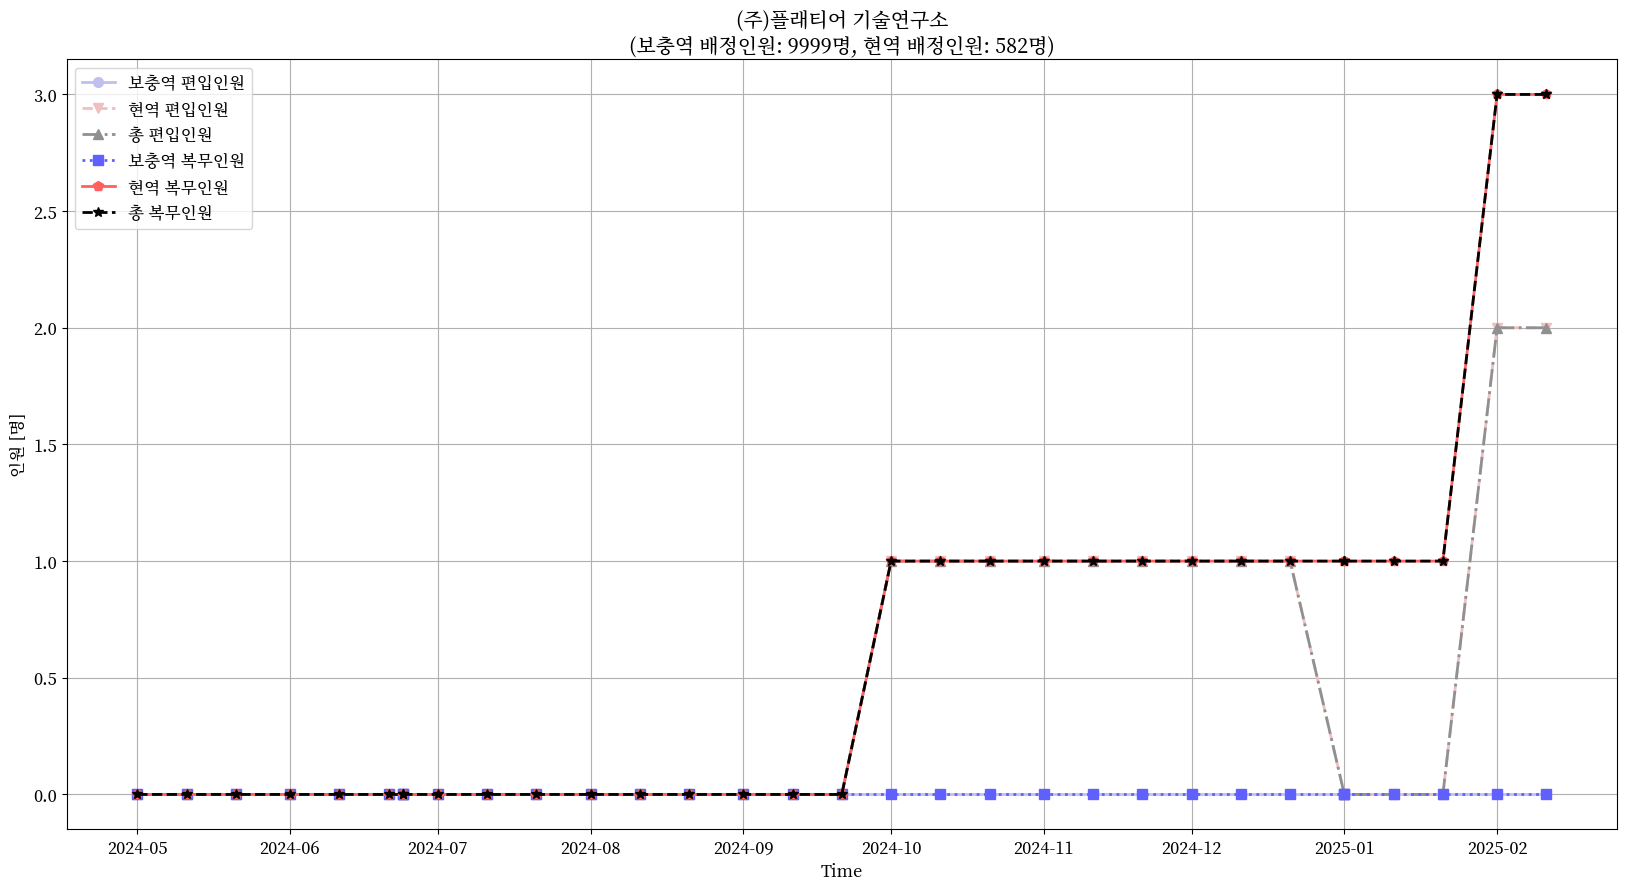 (주)플래티어 기술연구소
(보충역 배정인원: 9999명, 현역 배정인원: 582명)
보충역 편입인원
현역 편입인원
총 편입인원
보충역 복무인원
현역 복무인원
총 복무인원
3.0
2.5
2.0
1.5
1.0
0.5
0.0
인원 [명]
2024-05 2024-06 2024-07 2024-08 2024-09 2024-10 2024-11 2024-12 2025-01 2025-02
Time